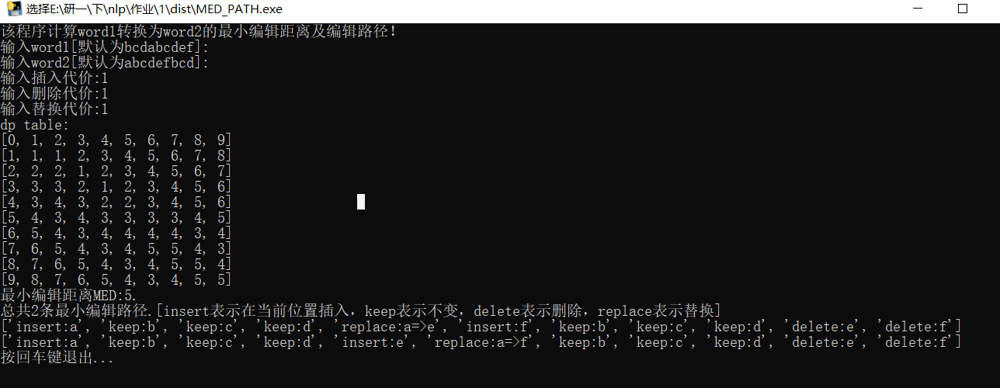 选择E:\研一\下\nlp\作业\1\dist\MED_PATH.exe
该程序计算word1转换为word2的最小编辑距离及编辑路径!
输入word1[默认为bcdabcdef]:
输入word2[默认为abcdefbcd]:
输入插入代价:1
输入删除代价:1
输入替换代价:1
dp table:
[0, 1, 2, 3, 4, 5, 6, 7, 8, 9]
[1, 1, 1, 2, 3, 4, 5, 6, 7, 8]
[2, 2, 2, 1, 2, 3, 4, 5, 6, 7]
[3, 3, 3, 2, 1, 2, 3, 4, 5, 6]
[4, 3, 4, 3, 2, 2, 3, 4, 5, 6]
[5, 4, 3, 4, 3, 3, 3, 3, 4, 5]
[6, 5, 4, 3, 4, 4, 4, 4, 3, 4]
[7, 6, 5, 4, 3, 4, 5, 5, 4, 3]
[8, 7, 6, 5, 4, 3, 4, 5, 5, 4]
[9, 8, 7, 6, 5, 4, 3, 4, 5, 5]
最小编辑距离MED:5.
总共2条最小编辑路径.[insert表示在当前位置插入，keep表示不变，delete表示删除，replace表示替换]
['insert:a', 'keep:b', 'keep:c', 'keep:d', 'replace:a=>e', 'insert:f', 'keep:b', 'keep:c', 'keep:d', 'delete:e', 'delete:f']
['insert:a', 'keep:b', 'keep:c', 'keep:d', 'insert:e', 'replace:a=>f', 'keep:b', 'keep:c', 'keep:d', 'delete:e', 'delete:f']
按回车键退出...